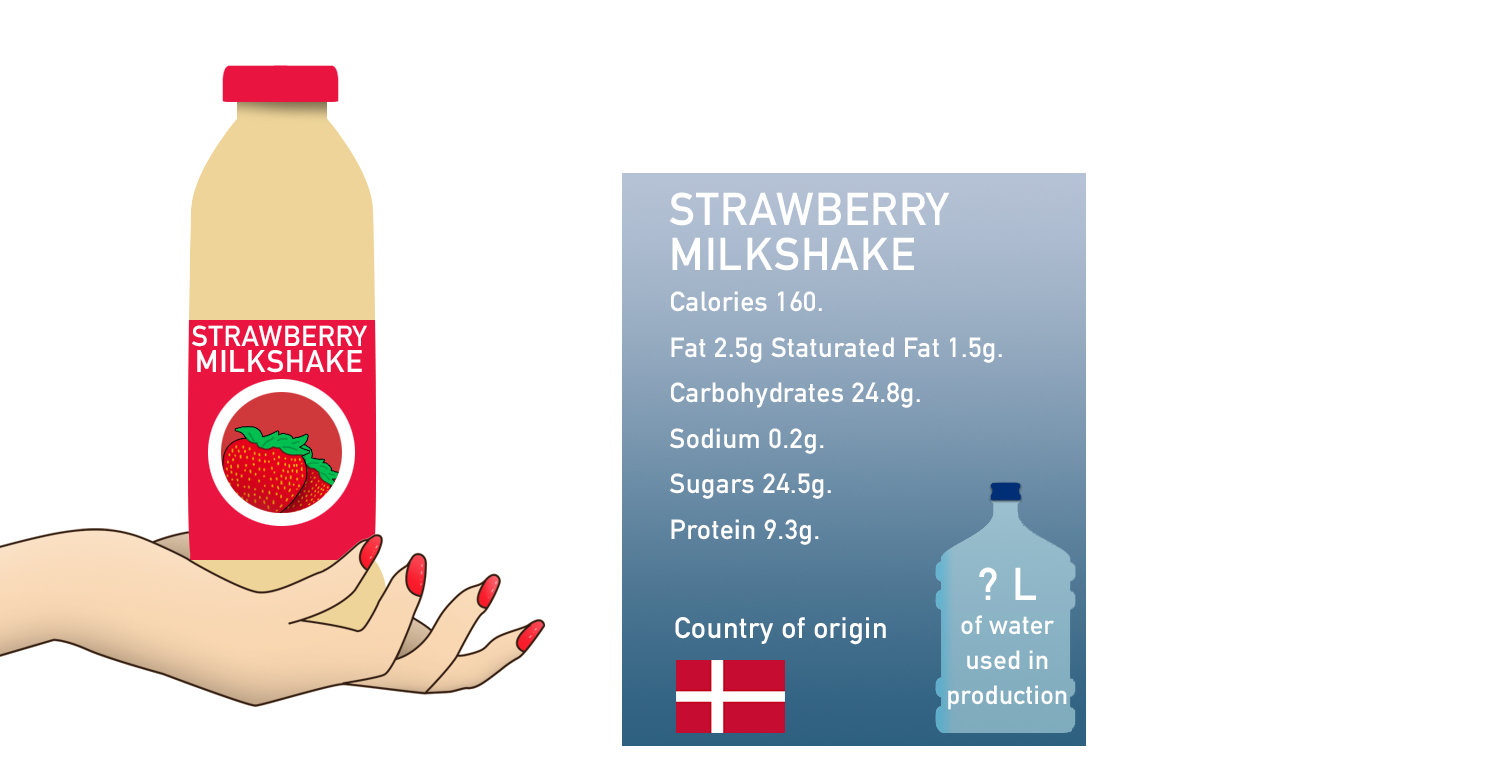 STRAWBERRY
MILKSHAKE
STRAWBERRY
MILKSHAKE
Calories 160.
Fat 2.5g Staturated Fat 1.5g.
Carbohydrates 24.8g.
Sodium 0.2g.
Sugars 24.5g.
Protein 9.3g.
Country of origin
? L
of water
used in
production